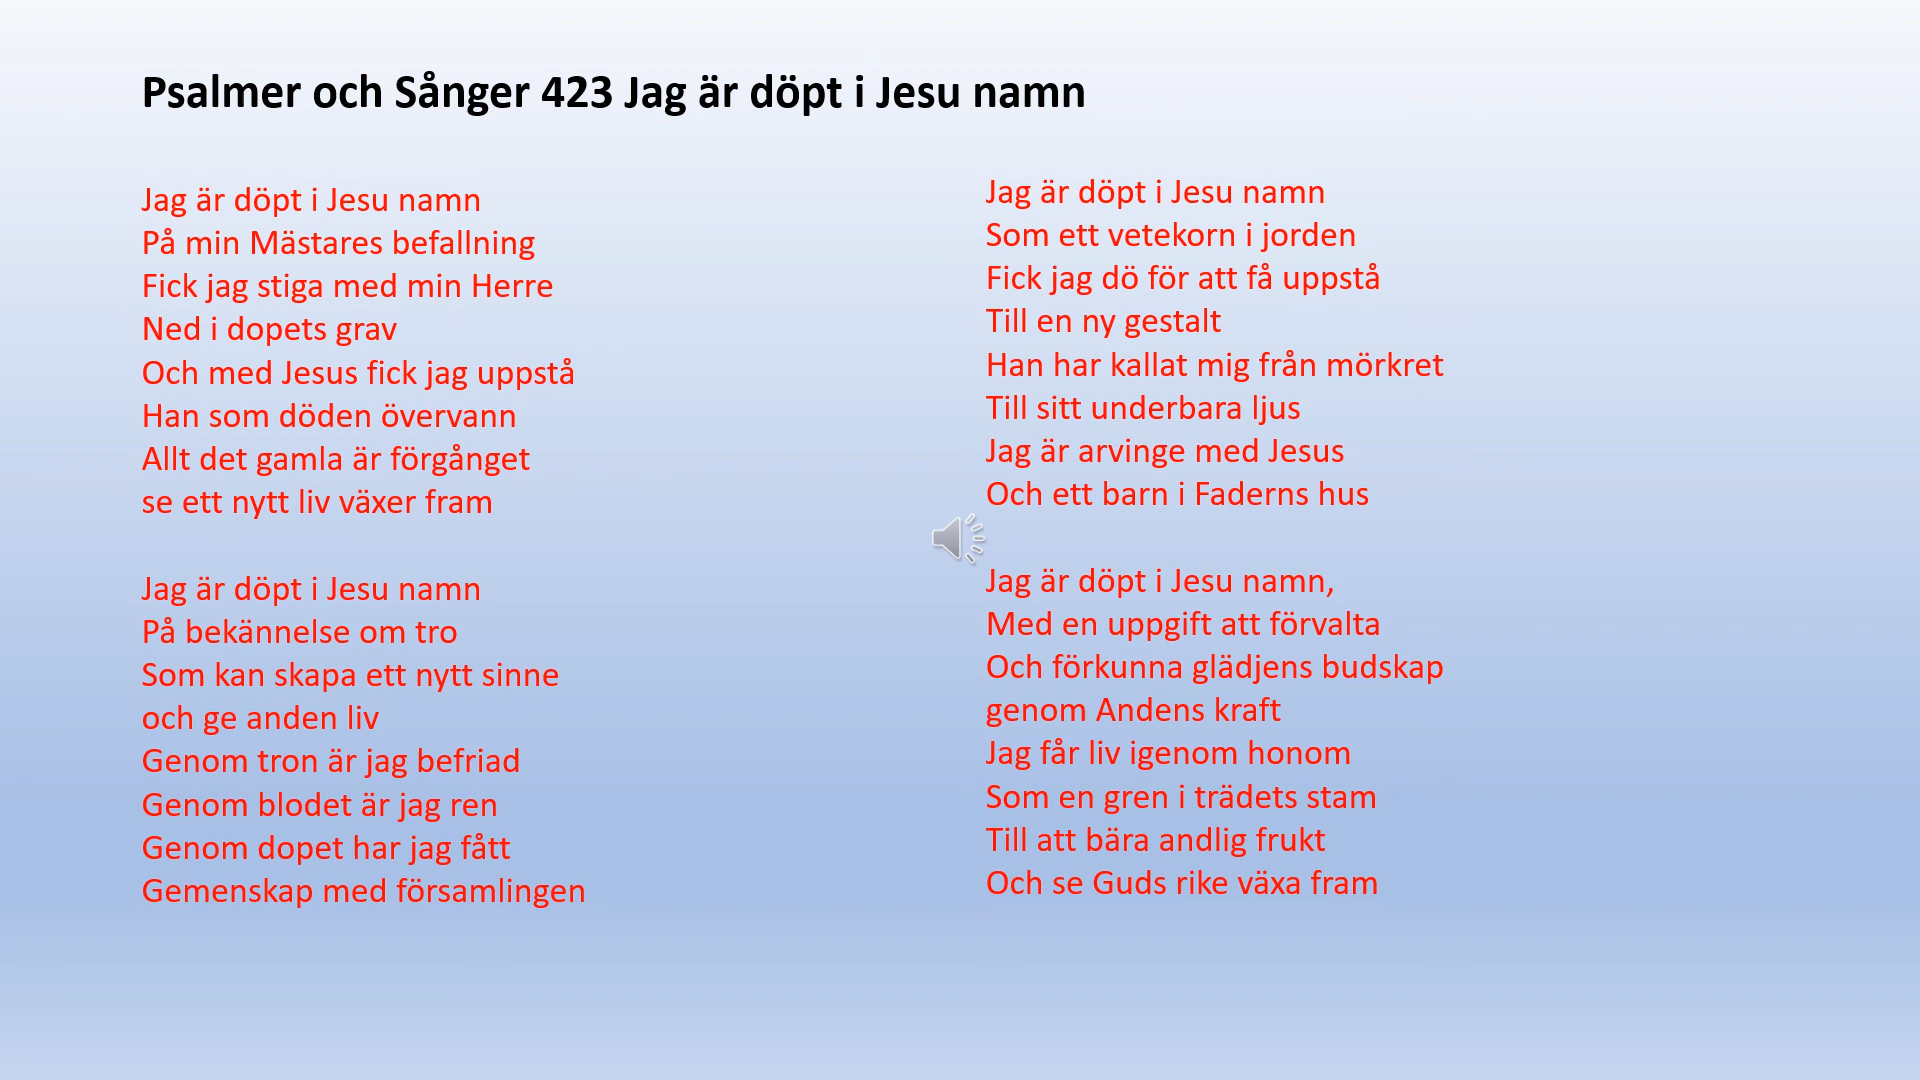 Psalmer och Sånger 423 Jag är döpt i Jesu namn
Jag är döpt i Jesu namn
På min Mästares befallning
Fick jag stiga med min Herre
Ned i dopets grav
Och med Jesus fick jag uppstå
Han som döden övervann
Allt det gamla är förgånget
se ett nytt liv växer fram
Jag är döpt i Jesu namn
På bekännelse om tro
Som kan skapa ett nytt sinne
och ge anden liv
Genom tron är jag befriad
Genom blodet är jag ren
Genom dopet har jag fått
Gemenskap med församlingen
Jag är döpt i Jesu namn
Som ett vetekorn i jorden
Fick jag dö för att få uppstå
Till en ny gestalt
Han har kallat mig från mörkret
Till sitt underbara ljus
Jag är arvinge med Jesus
Och ett barn i Faderns hus
Jag är döpt i Jesu namn,
Med en uppgift att förvalta
Och förkunna glädjens budskap
genom Andens kraft
Jag får liv igenom honom
Som en gren i trädets stam
Till att bära andlig frukt
Och se Guds rike växa fram